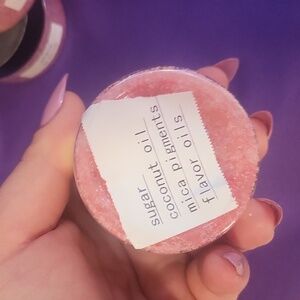 sugar
coconut oil
mica pigments
flavor oils